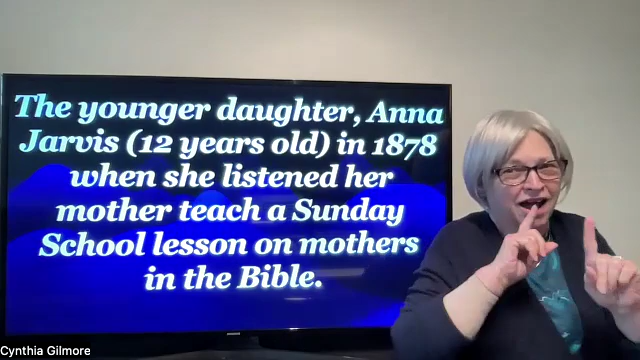 The younger daughter, Anna
Jarvis (12 years old) in 1878
when she listened her
mother teach a Sunday
School lesson on mothers
in the Bible.
Cynthia Gilmore